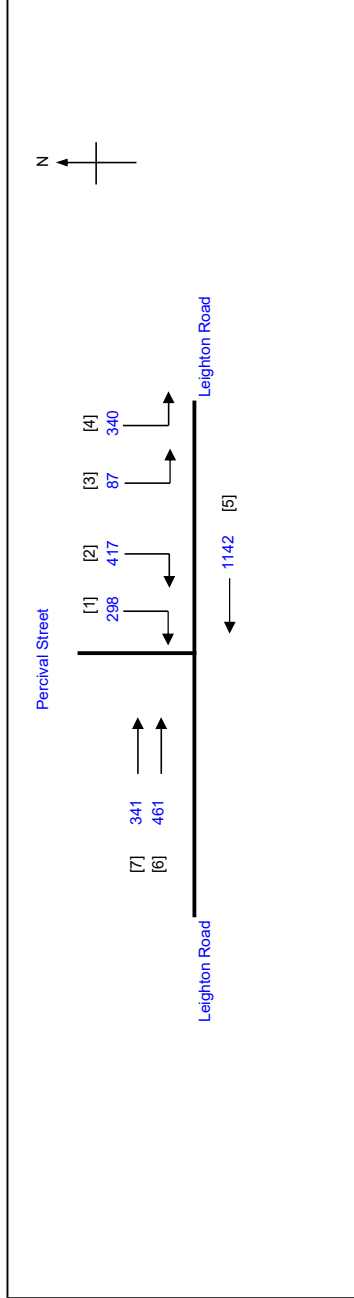 N
Percival Street
[1] [2] [3] [4]
298 417 87 340
[7] 341
[6] 461
Leighton Road
Leighton Road
1142 [5]